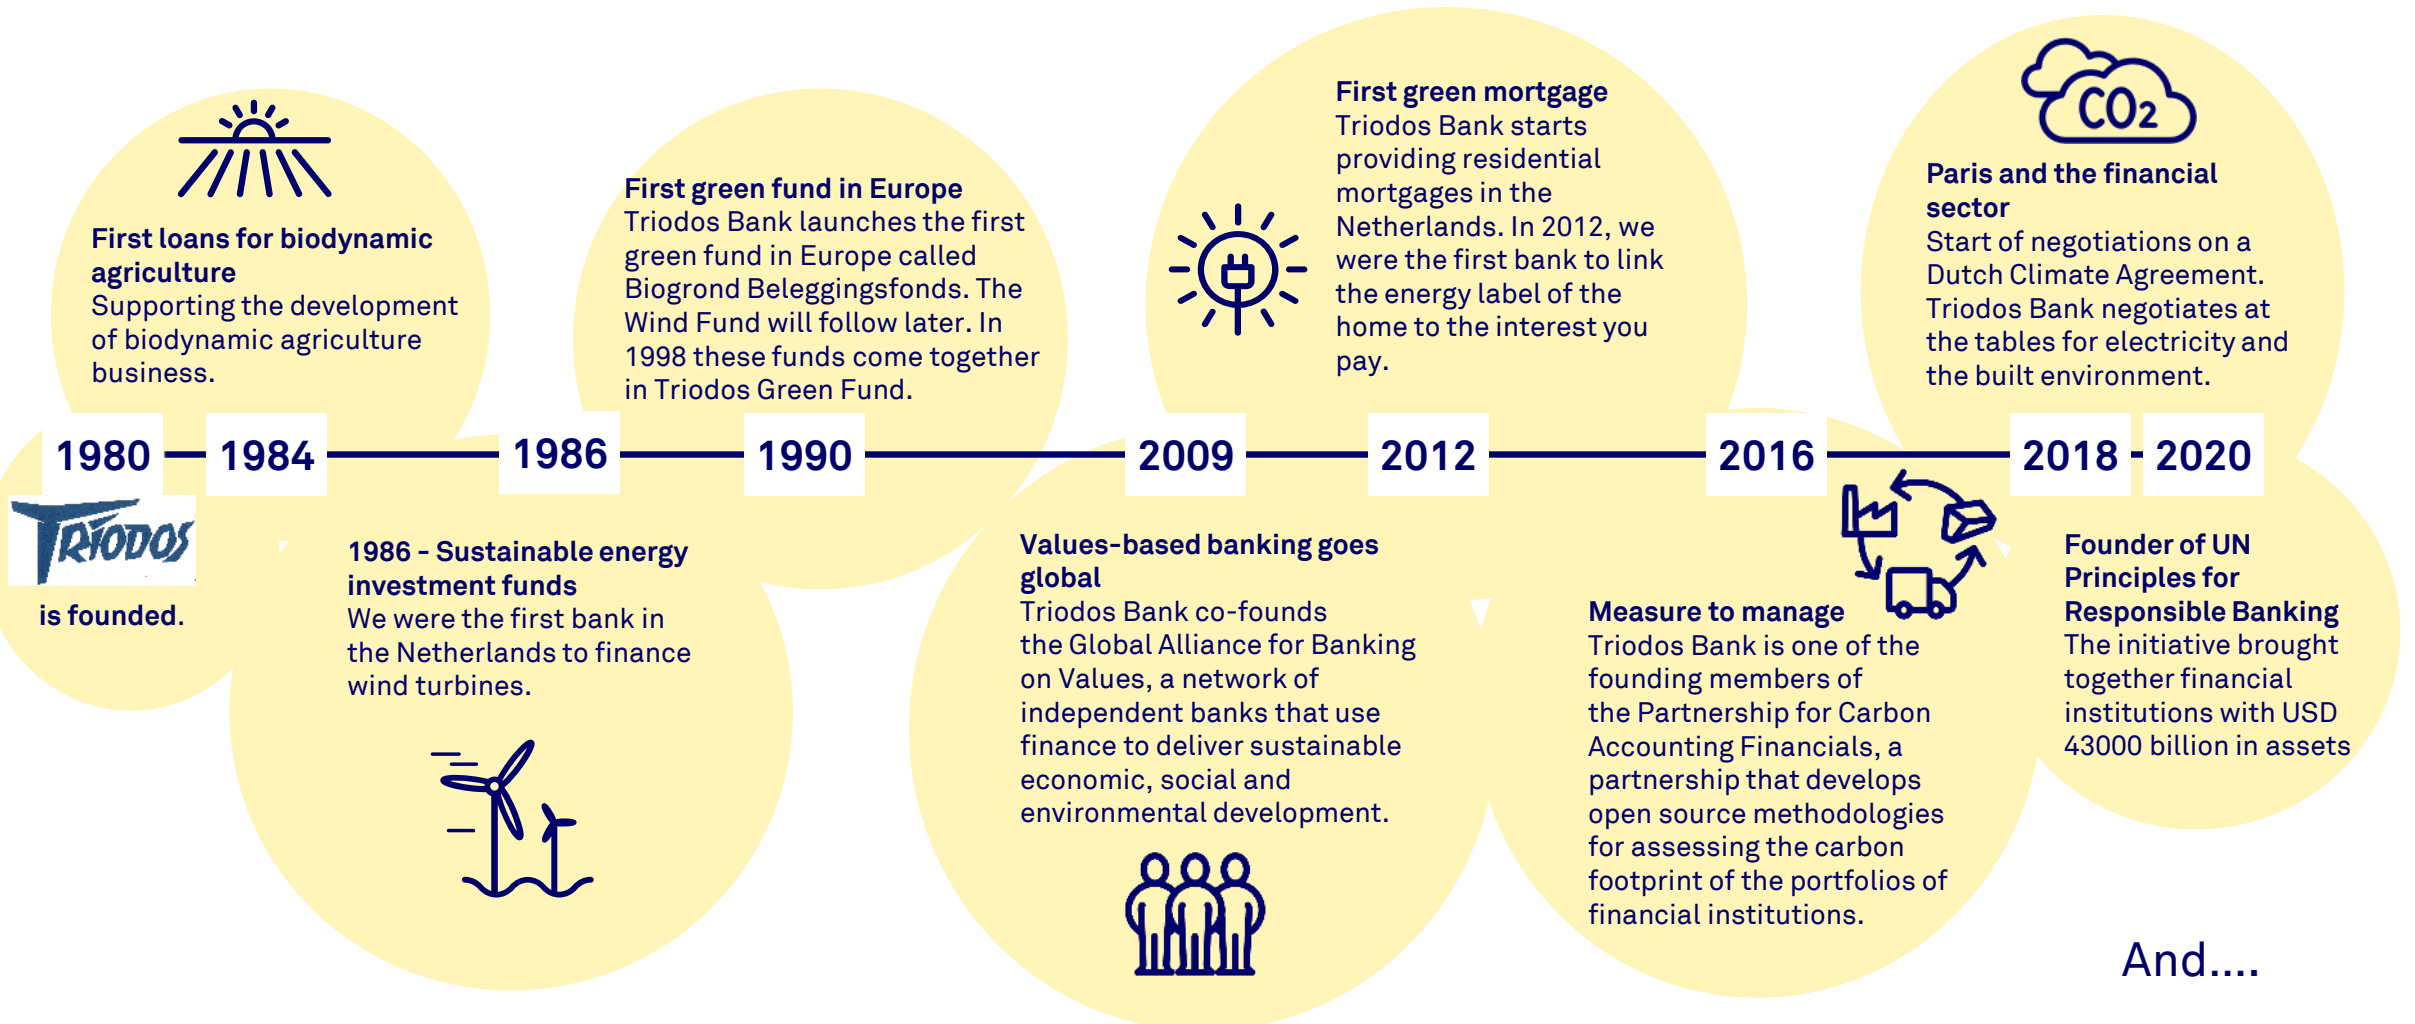 First loans for biodynamic
agriculture
Supporting the development
of biodynamic agriculture
business.
First green fund in Europe
Triodos Bank launches the first
green fund in Europe called
Biogrond Beleggingsfonds. The
Wind Fund will follow later. In
1998 these funds come together
in Triodos Green Fund.
First green mortgage
Triodos Bank starts
providing residential
mortgages in the
Netherlands. In 2012, we
were the first bank to link
the energy label of the
home to the interest you
pay.
CO2
Paris and the financial
sector
Start of negotiations on a
Dutch Climate Agreement.
Triodos Bank negotiates at
the tables for electricity and
the built environment.
1980
1984
1986
1990
2009
2012
2016
2018
2020
TRIODOS
is founded.
1986 - Sustainable energy
investment funds
We were the first bank in
the Netherlands to finance
wind turbines.
Values-based banking goes
global
Triodos Bank co-founds
the Global Alliance for Banking
on Values, a network of
independent banks that use
finance to deliver sustainable
economic, social and
environmental development.
Measure to manage
Triodos Bank is one of the
founding members of
the Partnership for Carbon
Accounting Financials, a
partnership that develops
open source methodologies
for assessing the carbon
footprint of the portfolios of
financial institutions.
Founder of UN
Principles for
Responsible Banking
The initiative brought
together financial
institutions with USD
43000 billion in assets
And....